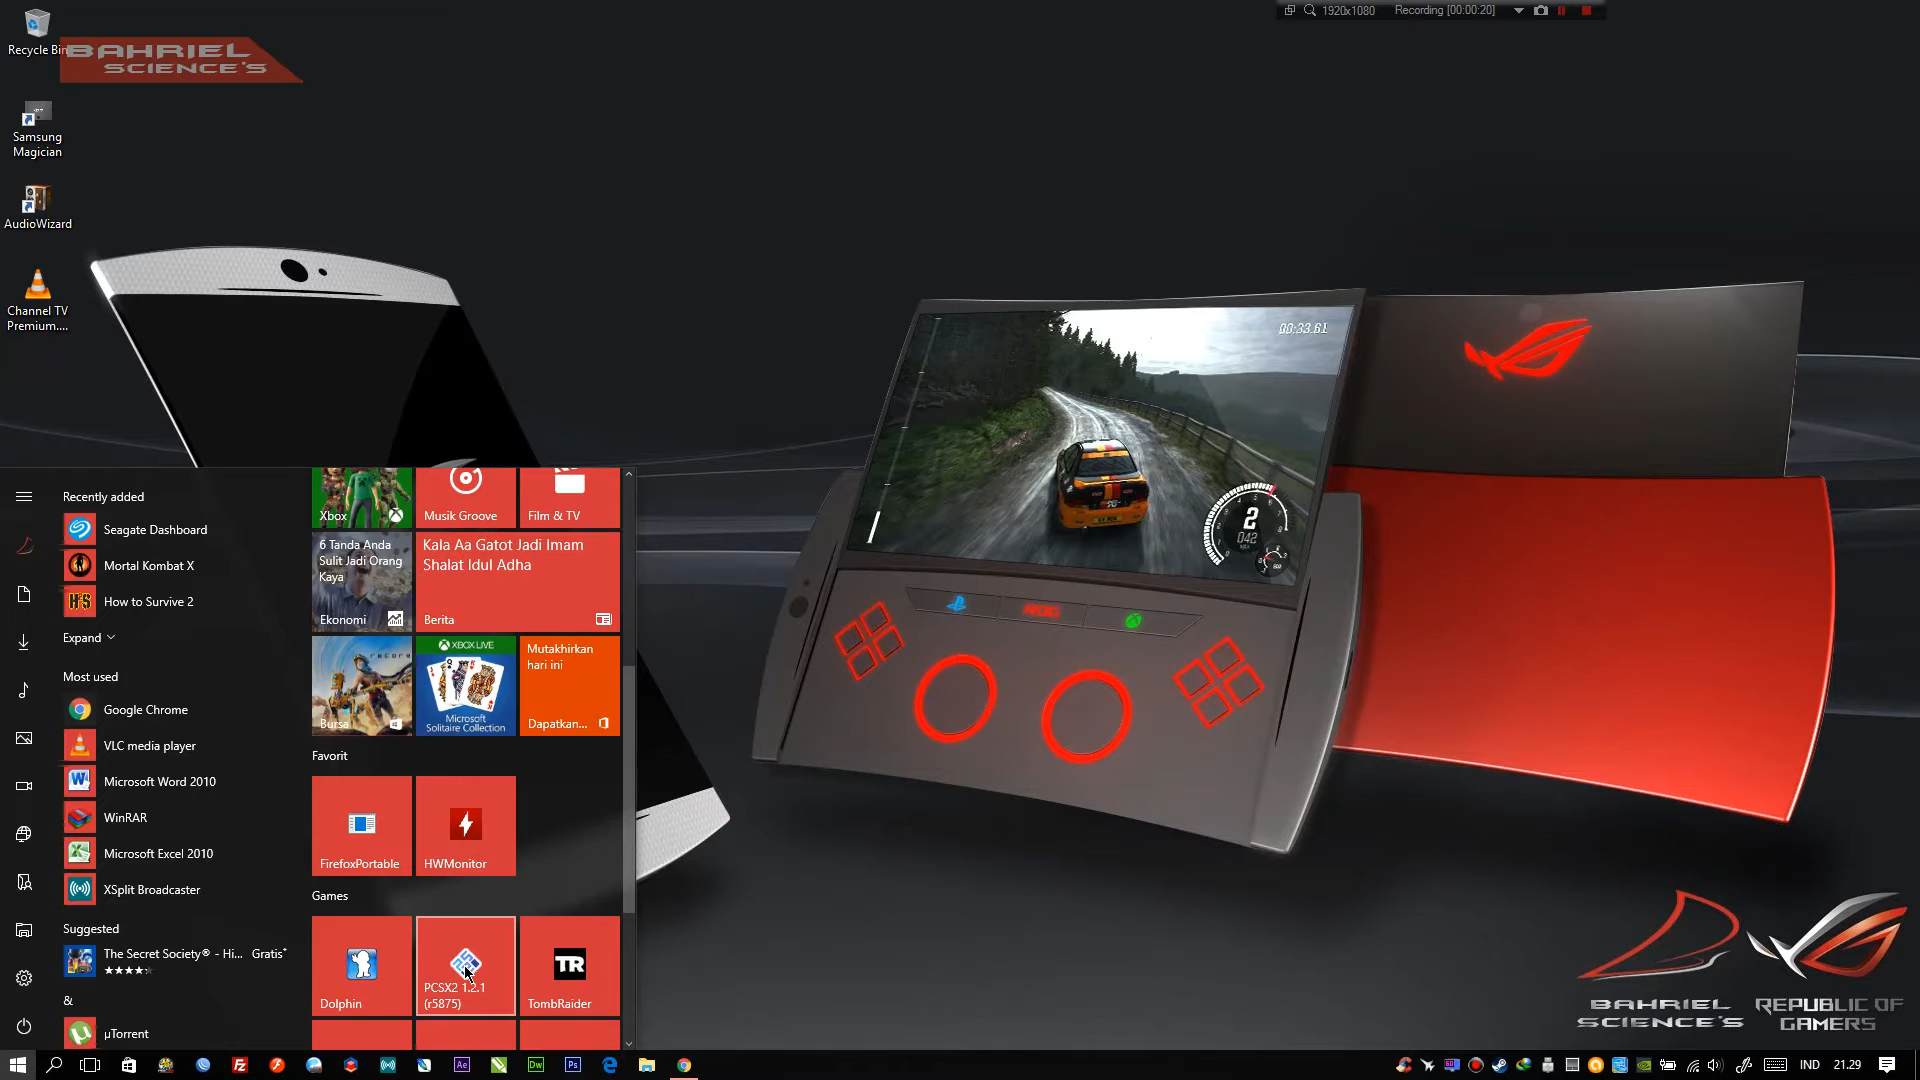 1920x1080
Recording [00:00:20]
Recycle Bin
BAHRIEL
SCIENCE'S
Samsung
Magician
AudioWizard
Channel TV
Premium....
00:33.61
2
042
ROG
Recently added
Seagate Dashboard
Mortal Kombat X
How to Survive 2
Expand
Most used
Google Chrome
VLC media player
Microsoft Word 2010
WinRAR
Microsoft Excel 2010
XSplit Broadcaster
Suggested
The Secret Society® - Hi... Gratis*
&
µTorrent
Xbox
Musik Groove
Film & TV
6 Tanda Anda
Sulit Jadi Orang
Kaya
Ekonomi
Kala Aa Gatot Jadi Imam
Shalat Idul Adha
Berita
recore
Bursa
XBOX LIVE
Microsoft
Solitaire Collection
Mutakhirkan
hari ini
Dapatkan...
Favorit
FirefoxPortable
HWMonitor
Games
Dolphin
PCSX2 1.2.1
(r5875)
TR
TombRaider
BAHRIEL
SCIENCE'S
REPUBLIC OF
GAMERS
Ae
Dw
Ps
IND
21.29